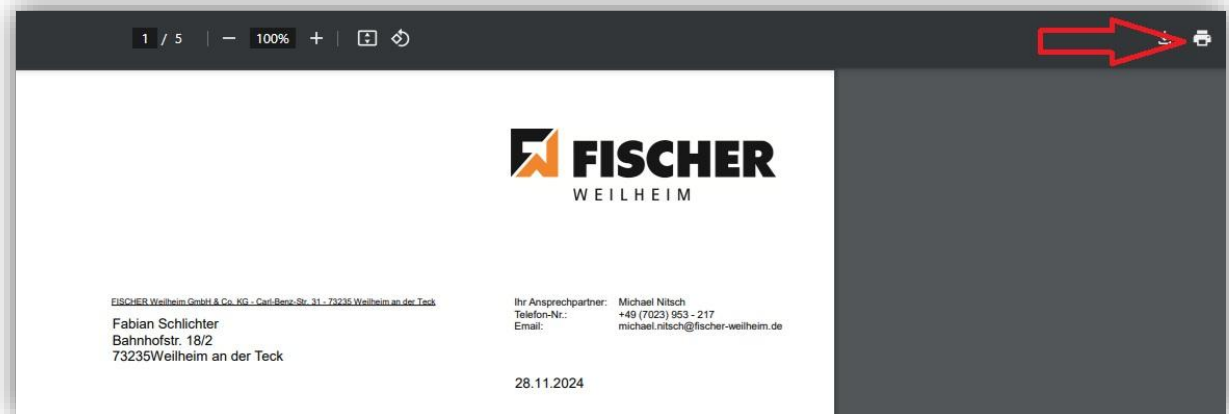 1 / 5 | — 100% + |
FISCHER
WEILHEIM
FISCHER Weilheim GmbH & Co. KG - Carl-Benz-Str. 31 - 73235 Weilheim an der Teck
Fabian Schlichter
Bahnhofstr. 18/2
73235Weilheim an der Teck
Ihr Ansprechpartner: Michael Nitsch
Telefon-Nr.: +49 (7023) 953 - 217
Email: michael.nitsch@fischer-weilheim.de
28.11.2024